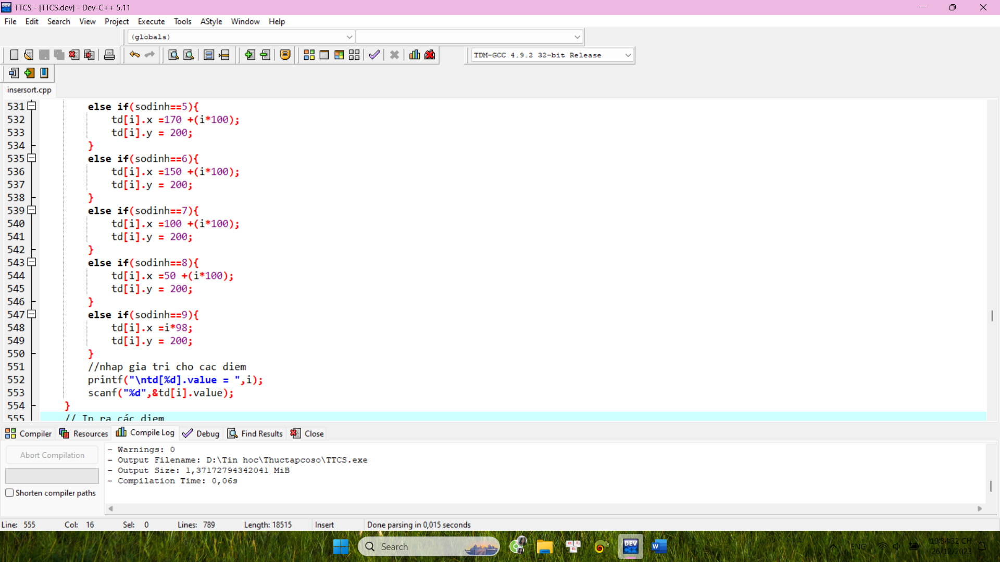 TTCS - [TTCS.dev] - Dev-C++ 5.11
File Edit Search View Project Execute Tools AStyle Window Help
(globals)
TDM-GCC 4.9.2 32-bit Release
insersort.cpp
531 else if(sodinh==5){
532 td[i].x =170 +(i*100);
533 td[i].y = 200;
534 }
535 else if(sodinh==6){
536 td[i].x =150 +(i*100);
537 td[i].y = 200;
538 }
539 else if(sodinh==7){
540 td[i].x =100 +(i*100);
541 td[i].y = 200;
542 }
543 else if(sodinh==8){
544 td[i].x =50 +(i*100);
545 td[i].y = 200;
546 }
547 else if(sodinh==9){
548 td[i].x =i*98;
549 td[i].y = 200;
550 }
551 //nhap gia tri cho cac diem
552 printf("\ntd[%d].value = ",i);
553 scanf("%d",&td[i].value);
554 }
555 // In ra các diem
Compiler Resources Compile Log Debug Find Results Close
Abort Compilation
Shorten compiler paths
- Warnings: 0
- Output Filename: D:\Tin hoc\Thuctapcoso\TTCS.exe
- Output Size: 1,37172794342041 MiB
- Compilation Time: 0,06s
Line: 555 Col: 16 Sel: 0 Lines: 789 Length: 18515 Insert Done parsing in 0,015 seconds
Search
DEV C++
W
ENG
10:34:32 CH
26/12/2023